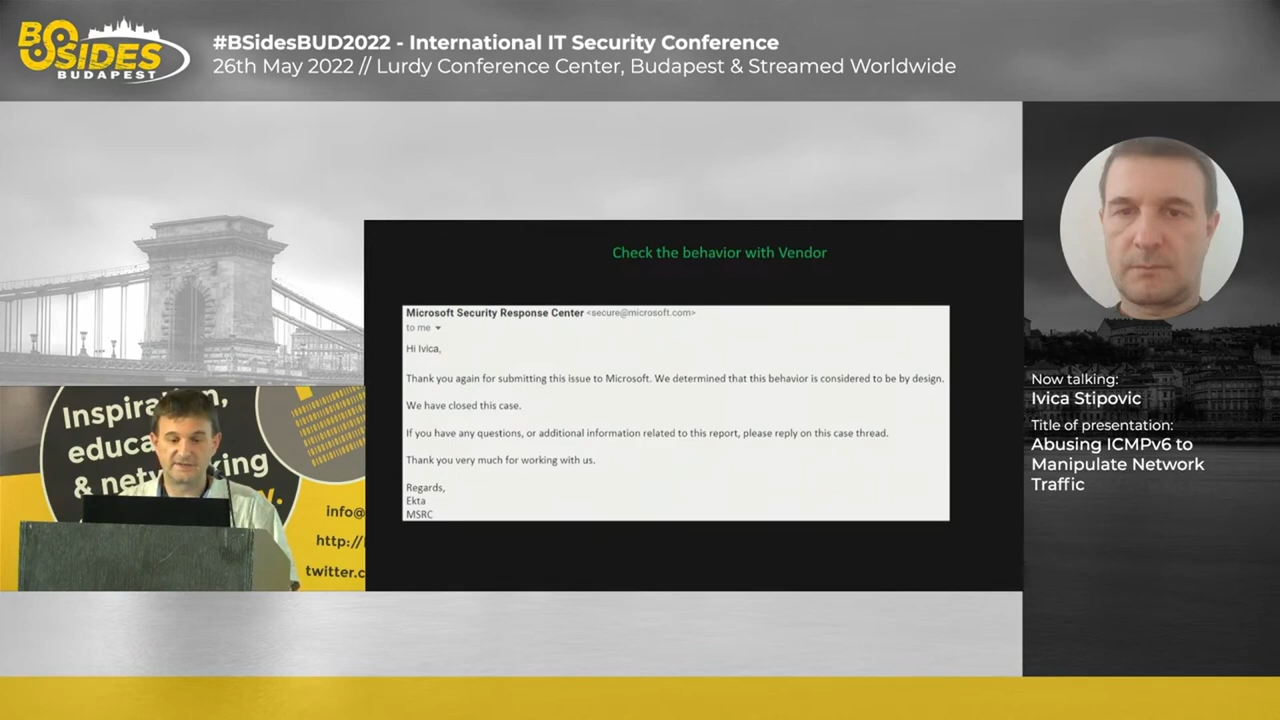 BSIDES
BUDAPEST
#BSidesBUD2022 - International IT Security Conference
26th May 2022 // Lurdy Conference Center, Budapest & Streamed Worldwide
Check the behavior with Vendor
Microsoft Security Response Center <secure@microsoft.com>
to me
Hi Ivica,
Thank you again for submitting this issue to Microsoft. We determined that this behavior is considered to be by design.
We have closed this case.
If you have any questions, or additional information related to this report, please reply on this case thread.
Thank you very much for working with us.
Regards,
Ekta
MSRC
Now talking:
Ivica Stipovic
Title of presentation:
Abusing ICMPv6 to
Manipulate Network
Traffic
info@
http://
twitter.c